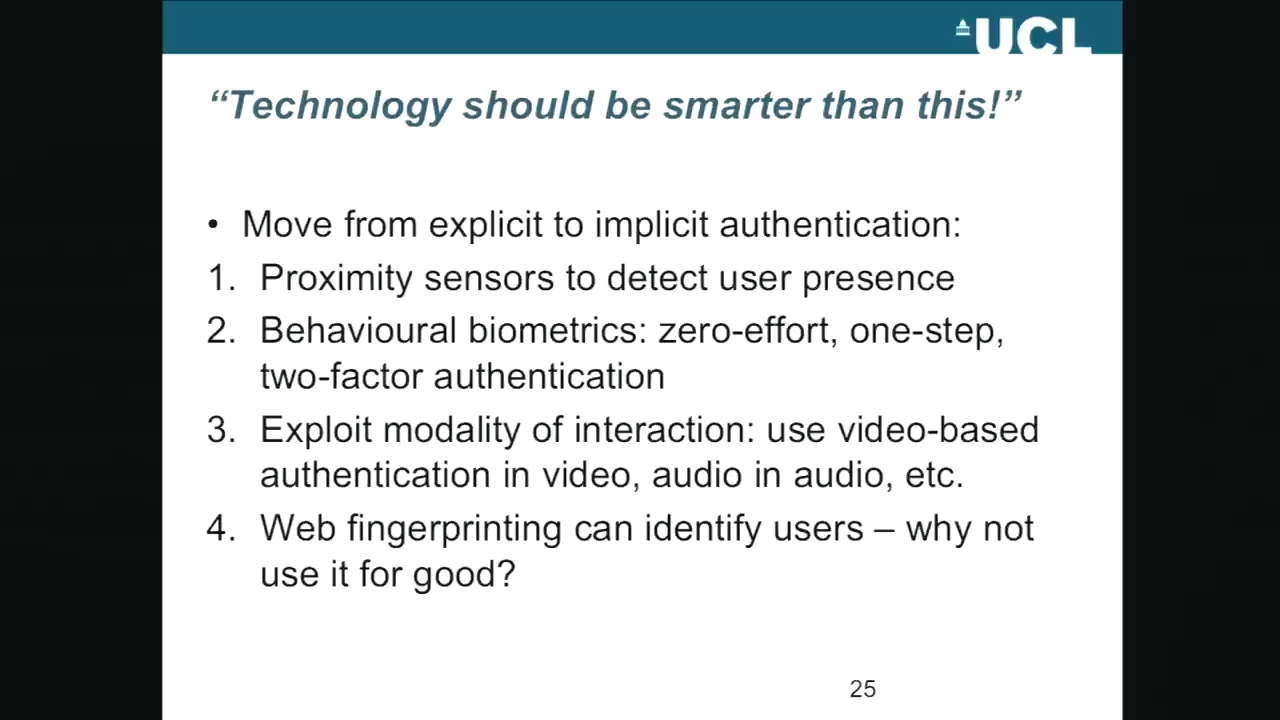 UCL
“Technology should be smarter than this!”
• Move from explicit to implicit authentication:
1. Proximity sensors to detect user presence
2. Behavioural biometrics: zero-effort, one-step,
two-factor authentication
3. Exploit modality of interaction: use video-based
authentication in video, audio in audio, etc.
4. Web fingerprinting can identify users – why not
use it for good?
25